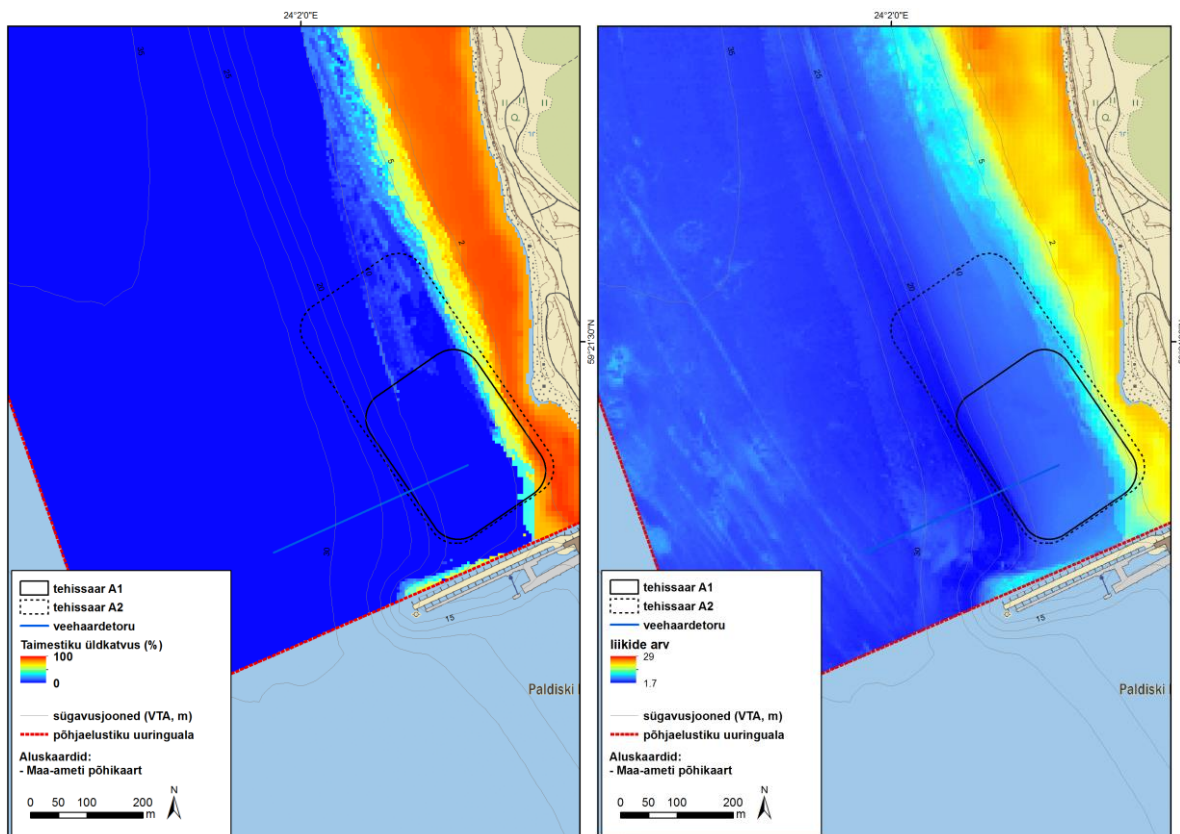 24°2'0"E
35
25
5
2
10
20
30
15
59°21'30"N
tehissaar A1
tehissaar A2
veehaardetoru
Taimestiku üldkatvus (%)
100
0
sügavusjooned (VTA, m)
põhjaelustiku uuringuala
Aluskaardid:
- Maa-ameti põhikaart
0 50 100 200
m
N
Paldiski
24°2'0"E
35
25
5
2
10
20
30
15
tehissaar A1
tehissaar A2
veehaardetoru
liikide arv
29
1.7
sügavusjooned (VTA, m)
põhjaelustiku uuringuala
Aluskaardid:
- Maa-ameti põhikaart
0 50 100 200
m
N
Paldiski